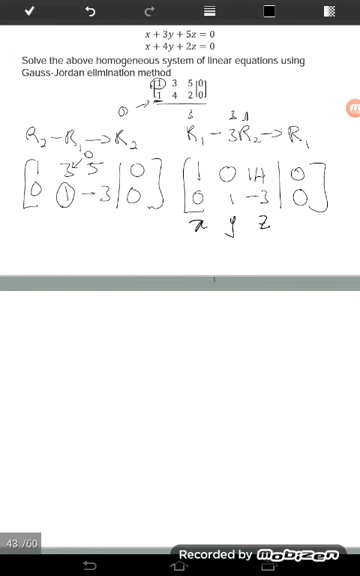 x + 3y + 5z = 0
x + 4y + 2z = 0
Solve the above homogeneous system of linear equations using
Gauss-Jordan elimination method
[1 3 5|0]
[1 4 2|0]
R2 - R1 → R2
R1 - 3R2 → R1
[1 3 5 | 0]
[0 1 -3 | 0]
[1 0 14 | 0]
[0 1 -3 | 0]
x y z
43 /60
Recorded by Mobizen